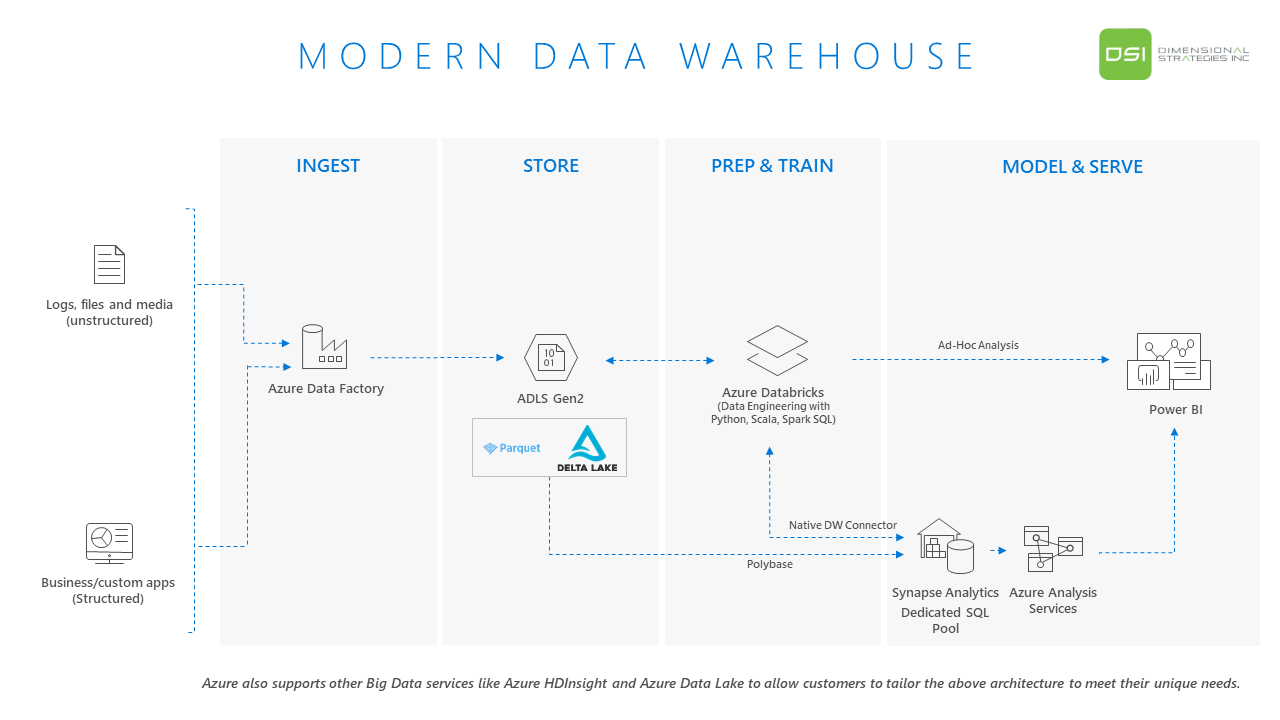 MODERN DATA WAREHOUSE
DSI
DIMENSIONAL
STRATEGIES INC
INGEST
STORE
PREP & TRAIN
MODEL & SERVE
Logs, files and media
(unstructured)
Business/custom apps
(Structured)
Azure Data Factory
10
01
ADLS Gen2
Parquet
DELTA LAKE
Azure Databricks
(Data Engineering with
Python, Scala, Spark SQL)
Ad-Hoc Analysis
Power BI
Native DW Connector
Polybase
Synapse Analytics
Dedicated SQL
Pool
Azure Analysis
Services
Azure also supports other Big Data services like Azure HDInsight and Azure Data Lake to allow customers to tailor the above architecture to meet their unique needs.